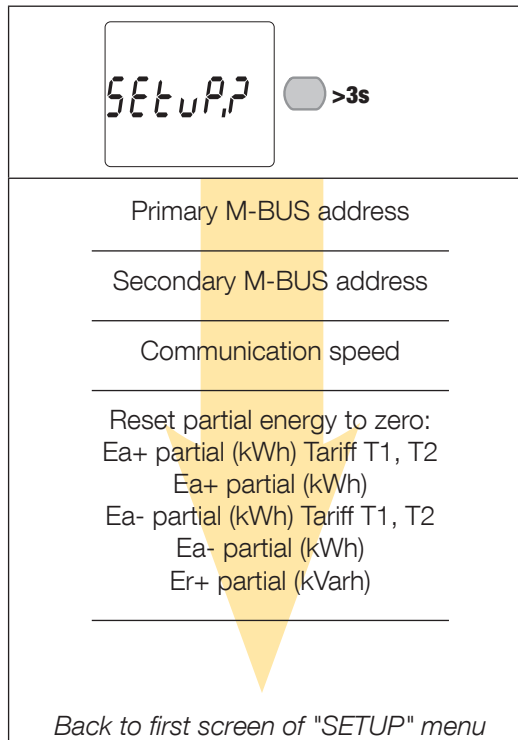 SEtuP,?
>3s
Primary M-BUS address
Secondary M-BUS address
Communication speed
Reset partial energy to zero:
Ea+ partial (kWh) Tariff T1, T2
Ea+ partial (kWh)
Ea- partial (kWh) Tariff T1, T2
Ea- partial (kWh)
Er+ partial (kVarh)
Back to first screen of "SETUP" menu